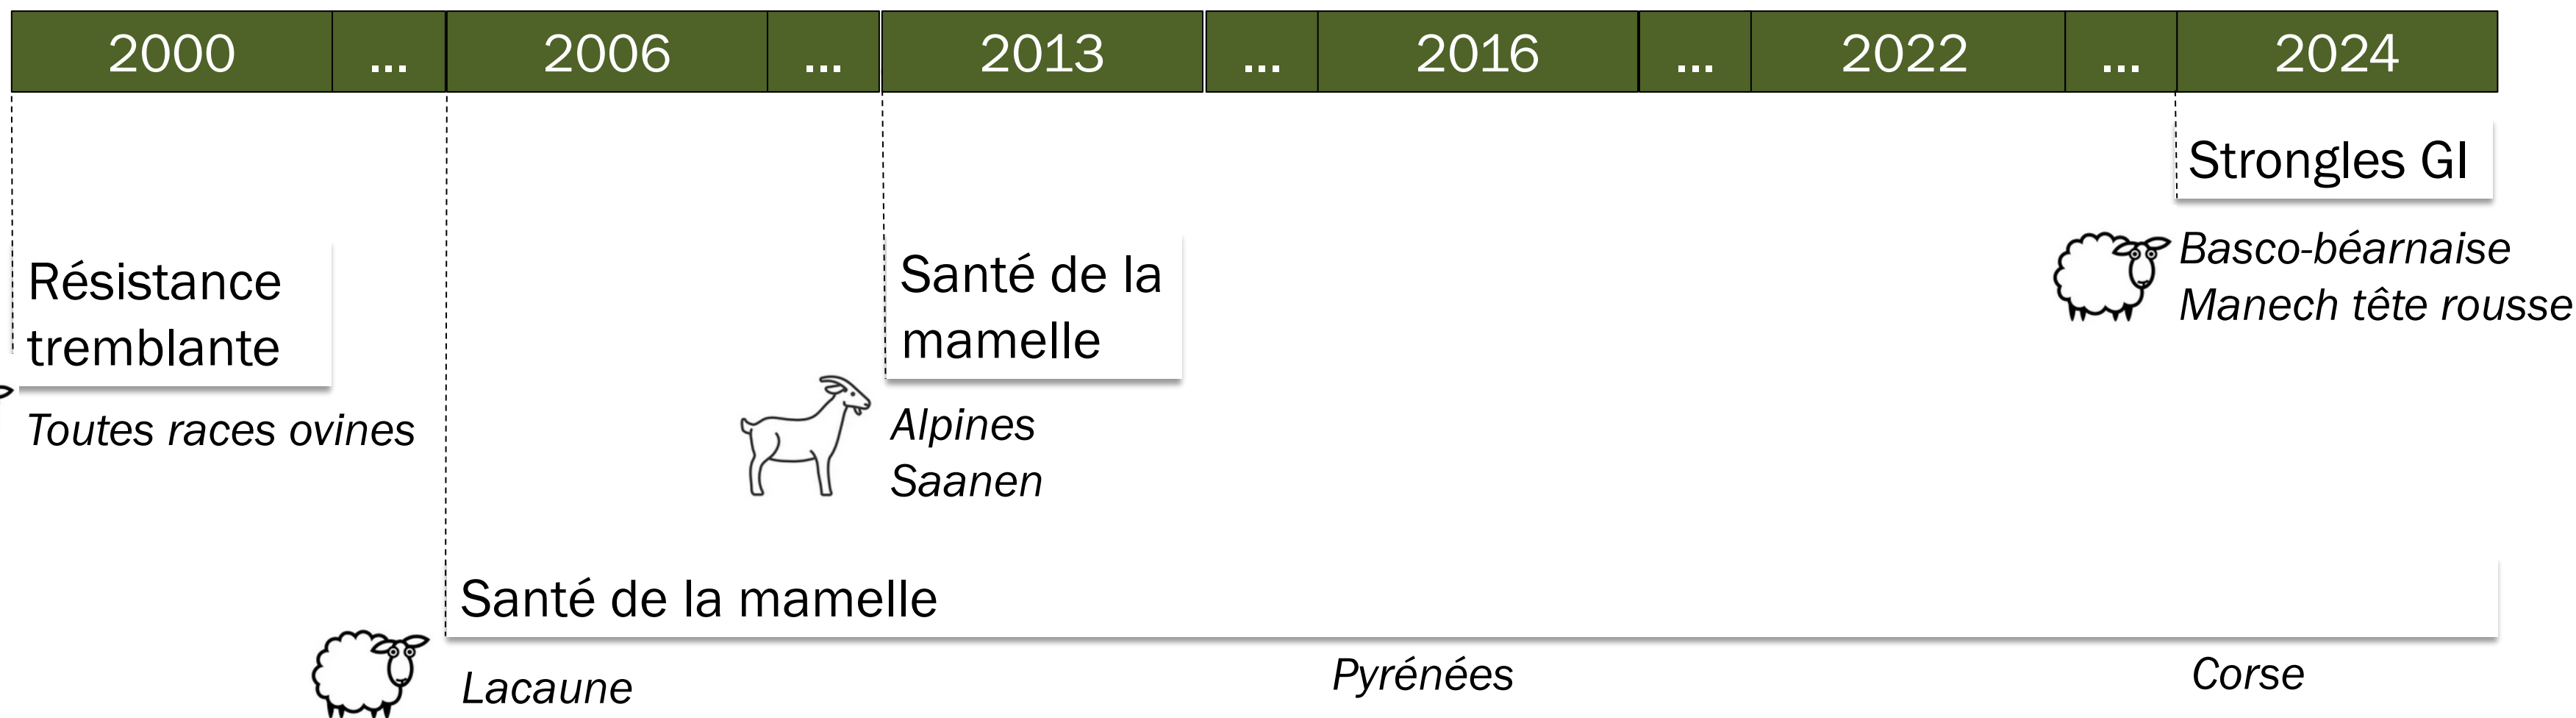 2000 ... 2006 ... 2013 ... 2016 ... 2022 ... 2024
Strongles GI
Basco-béarnaise
Manech tête rousse
Résistance
tremblante
Toutes races ovines
Santé de la
mamelle
Alpines
Saanen
Santé de la mamelle
Lacaune
Pyrénées
Corse